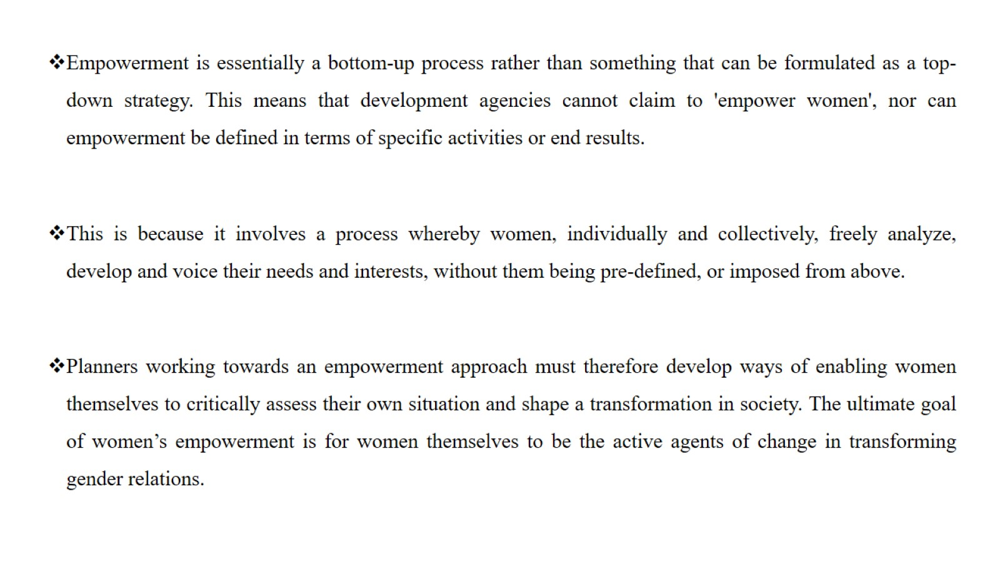 ❖Empowerment is essentially a bottom-up process rather than something that can be formulated as a top-
down strategy. This means that development agencies cannot claim to 'empower women', nor can
empowerment be defined in terms of specific activities or end results.
❖This is because it involves a process whereby women, individually and collectively, freely analyze,
develop and voice their needs and interests, without them being pre-defined, or imposed from above.
❖Planners working towards an empowerment approach must therefore develop ways of enabling women
themselves to critically assess their own situation and shape a transformation in society. The ultimate goal
of women’s empowerment is for women themselves to be the active agents of change in transforming
gender relations.